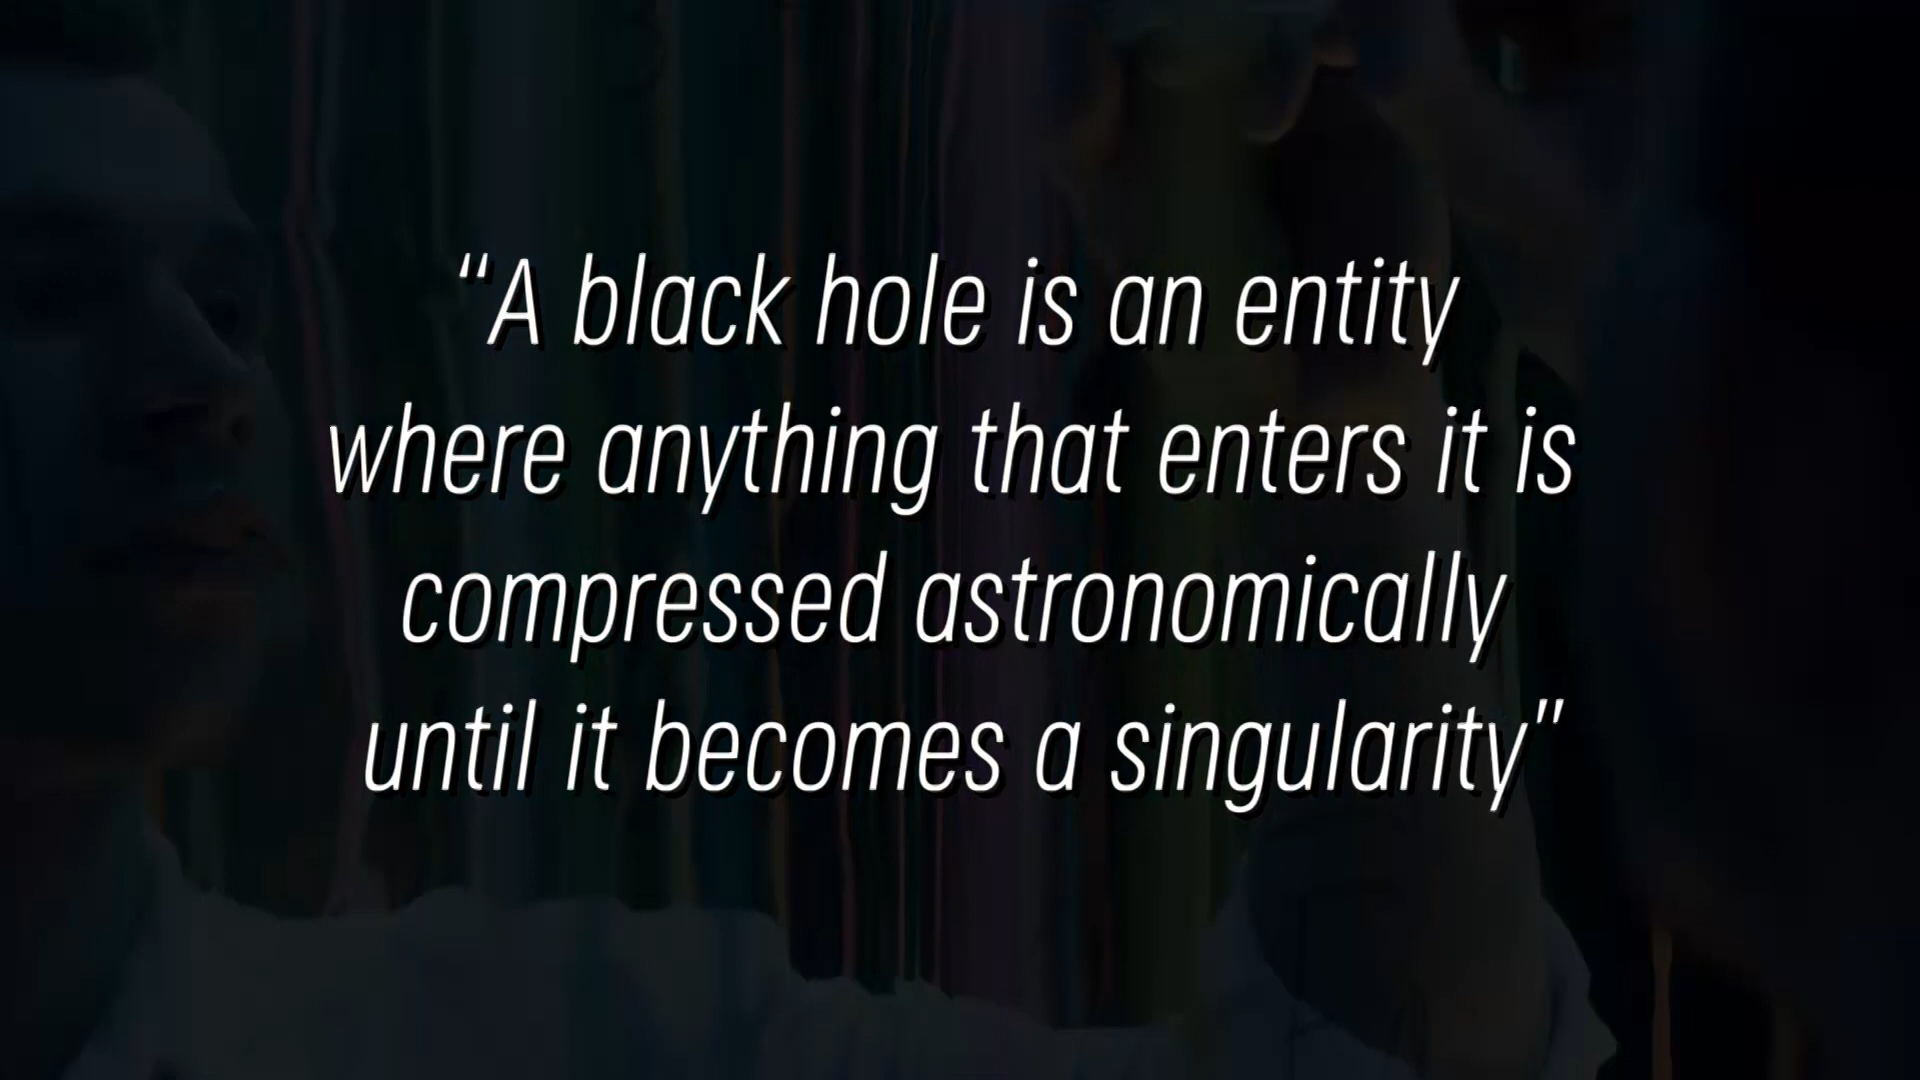 “A black hole is an entity
where anything that enters it is
compressed astronomically
until it becomes a singularity”